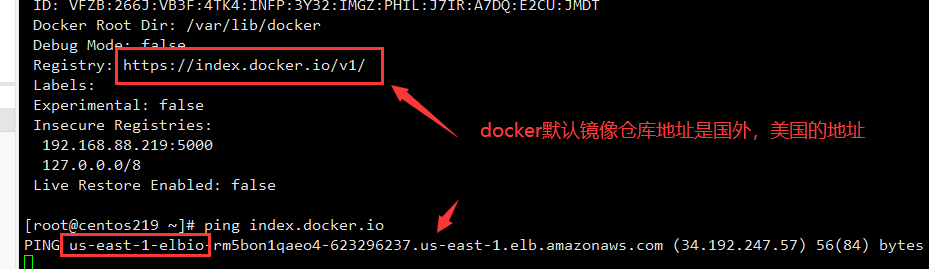 ID: VFZB:266J:VB3F:4TK4:INFP:3Y32:IMGZ:PHIL:J7IR:A7DQ:E2CU:JMDT
Docker Root Dir: /var/lib/docker
Debug Mode: false
Registry: https://index.docker.io/v1/
Labels:
Experimental: false
docker默认镜像仓库地址是国外，美国的地址
Insecure Registries:
192.168.88.219:5000
127.0.0.0/8
Live Restore Enabled: false
[root@centos219 ~]# ping index.docker.io
PING us-east-1-elbio-rm5bon1qaeo4-623296237.us-east-1.elb.amazonaws.com (34.192.247.57) 56(84) bytes